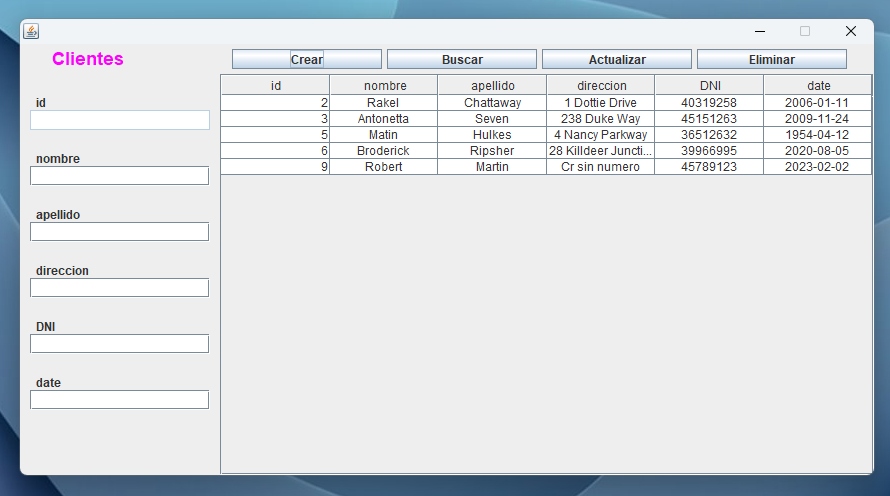 Clientes
Crear Buscar Actualizar Eliminar
id
nombre
apellido
direccion
DNI
date
id nombre apellido direccion DNI date
2 Rakel Chattaway 1 Dottie Drive 40319258 2006-01-11
3 Antonetta Seven 238 Duke Way 45151263 2009-11-24
5 Matin Hulkes 4 Nancy Parkway 36512632 1954-04-12
6 Broderick Ripsher 28 Killdeer Juncti... 39966995 2020-08-05
9 Robert Martin Cr sin numero 45789123 2023-02-02